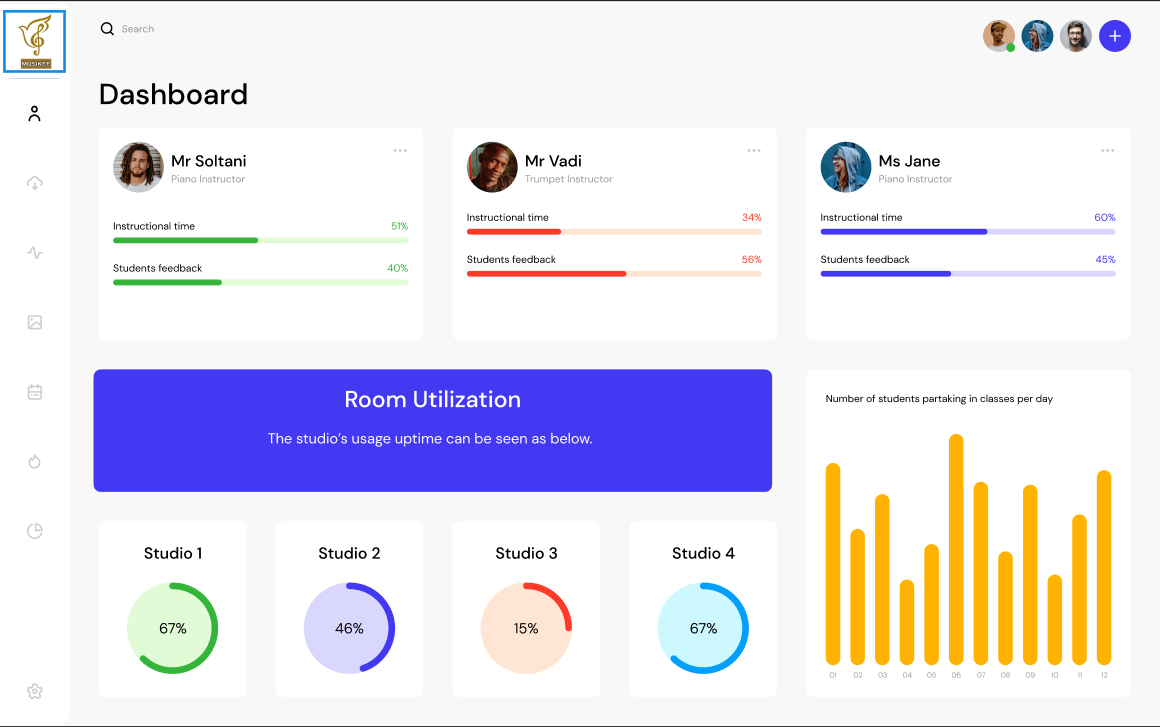 MUSIKEE
Search
Dashboard
Mr Soltani
Piano Instructor
Instructional time
51%
Students feedback
40%
Mr Vadi
Trumpet Instructor
Instructional time
34%
Students feedback
56%
Ms Jane
Piano Instructor
Instructional time
60%
Students feedback
45%
Room Utilization
The studio’s usage uptime can be seen as below.
Studio 1
67%
Studio 2
46%
Studio 3
15%
Studio 4
67%
Number of students partaking in classes per day
01 02 03 04 05 06 07 08 09 10 11 12